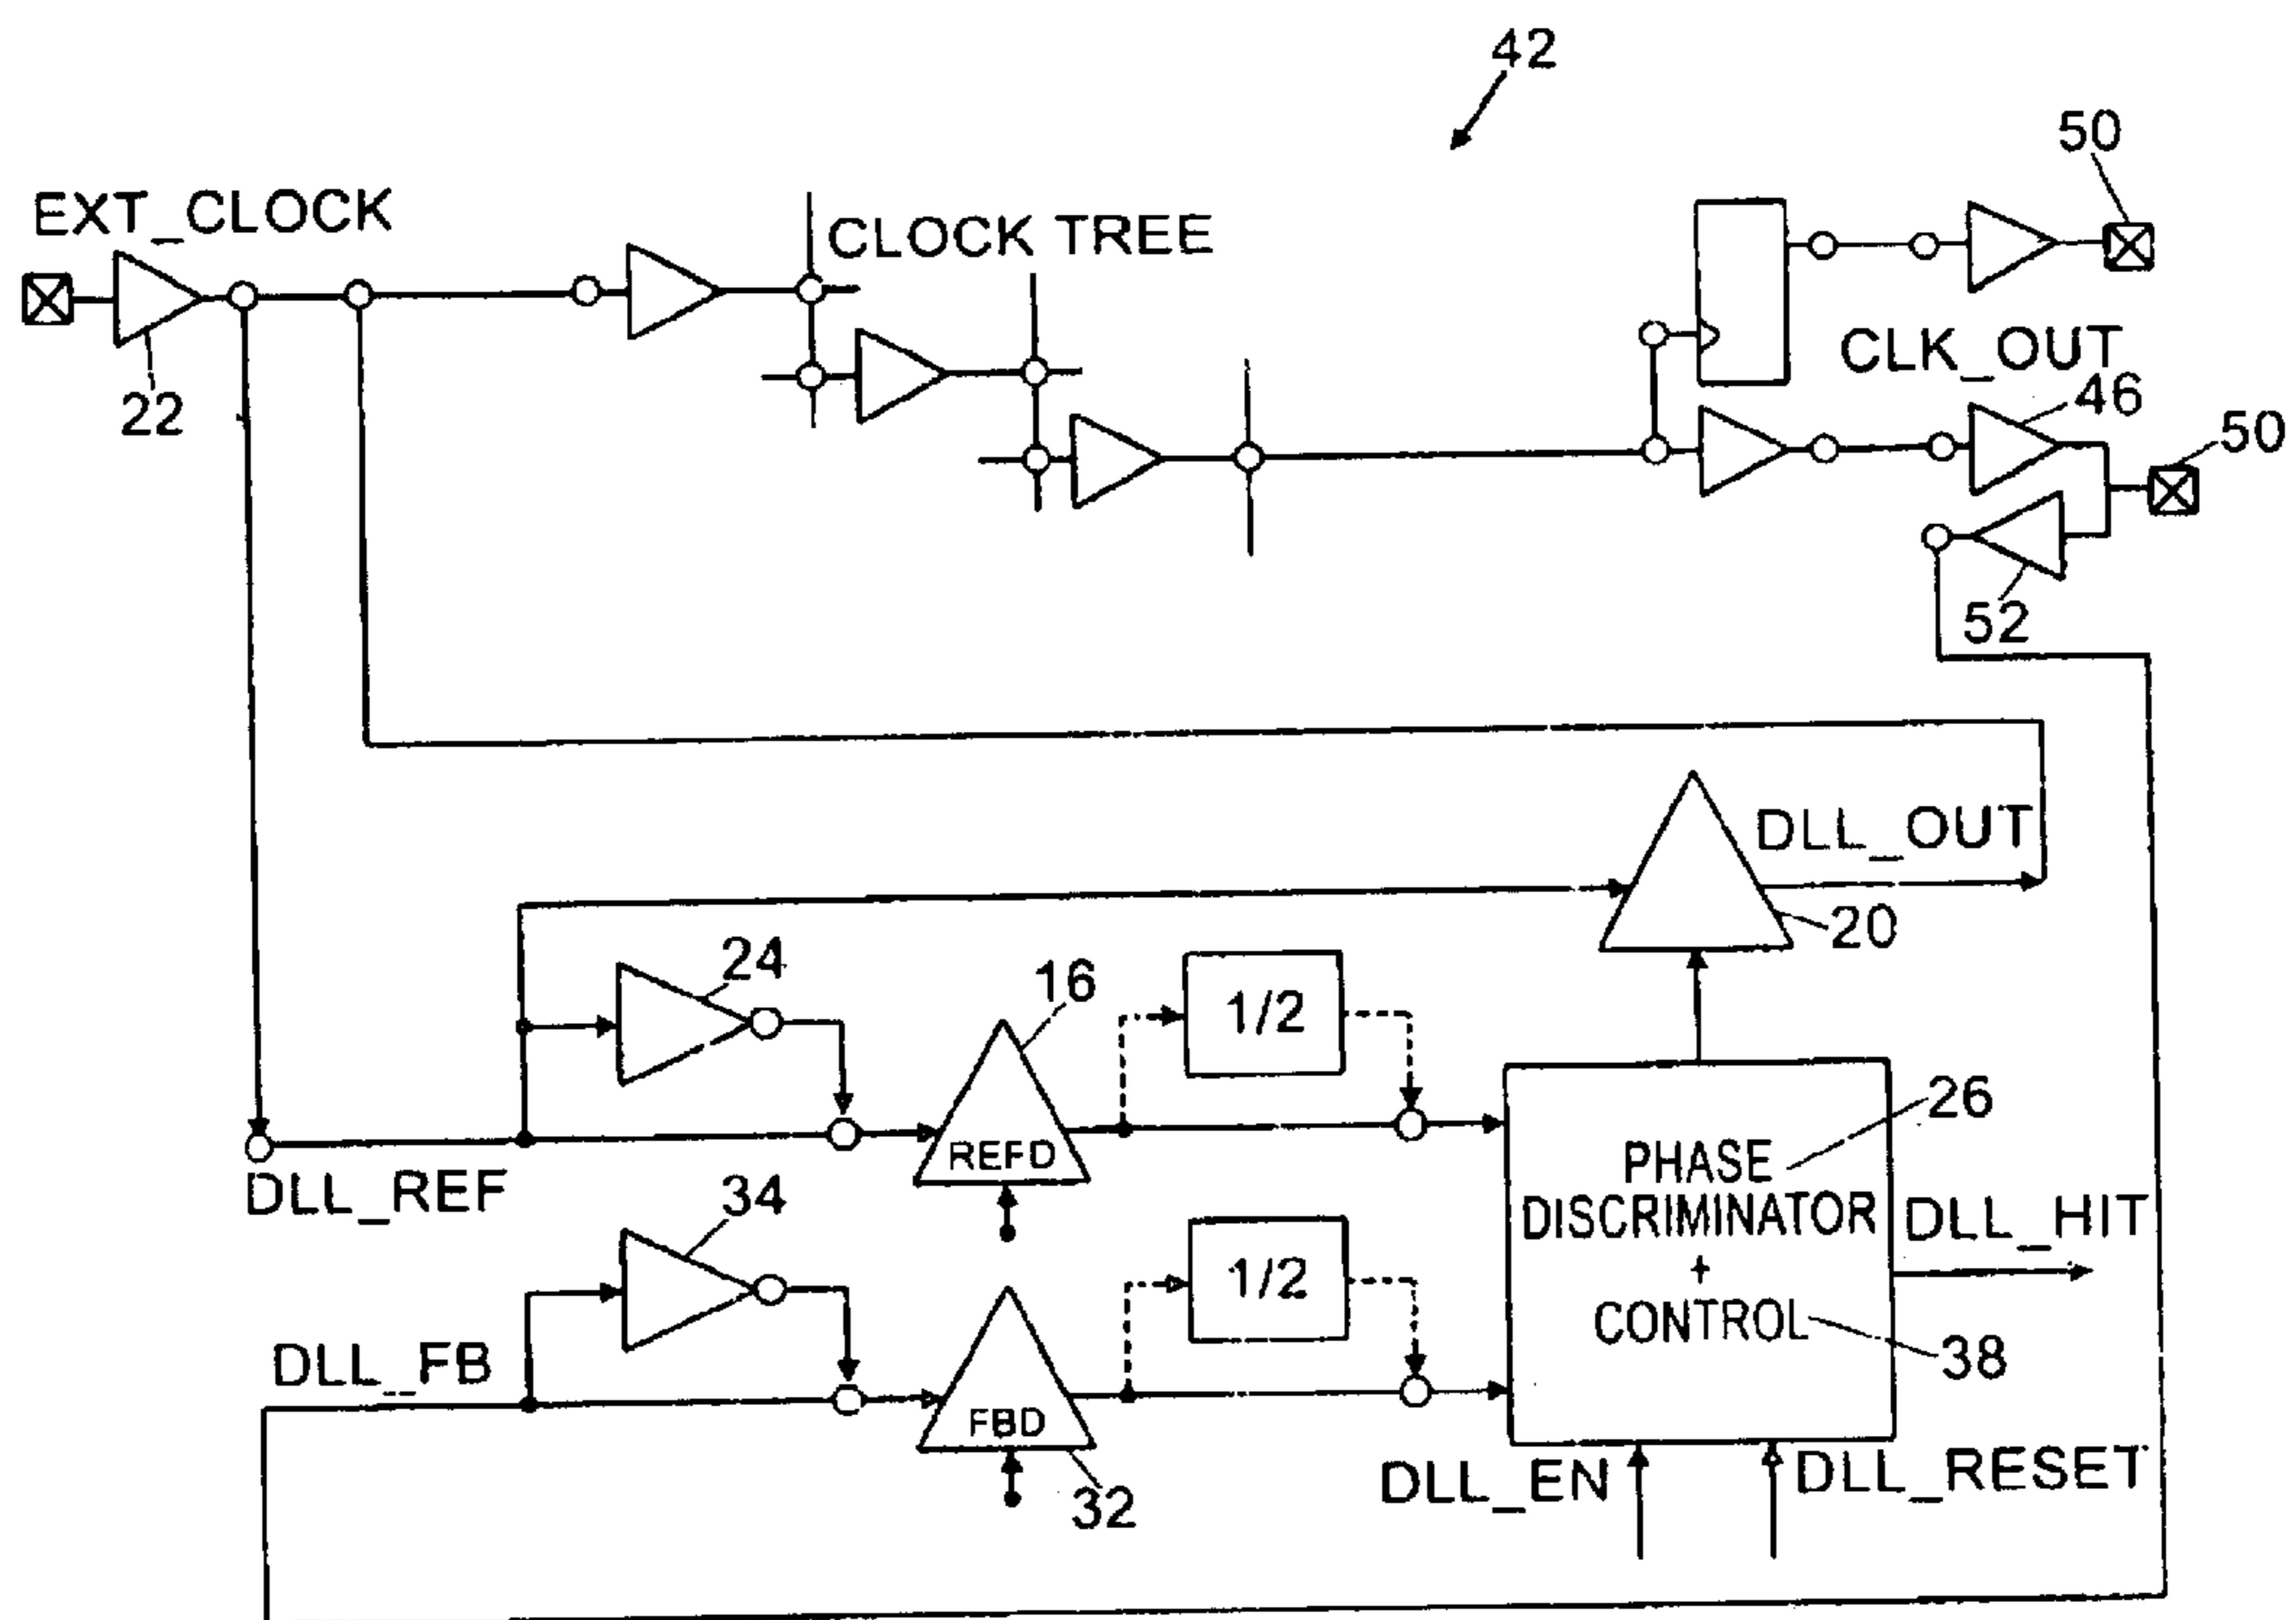 42
50
EXT_CLOCK
CLOCK TREE
22
CLK_OUT
46
50
52
DLL_OUT
20
24
16
1/2
REFD
26
PHASE
DISCRIMINATOR
+
CONTROL
38
DLL_REF
34
1/2
DLL_HIT
DLL_FB
FBD
32
DLL_EN
DLL_RESET